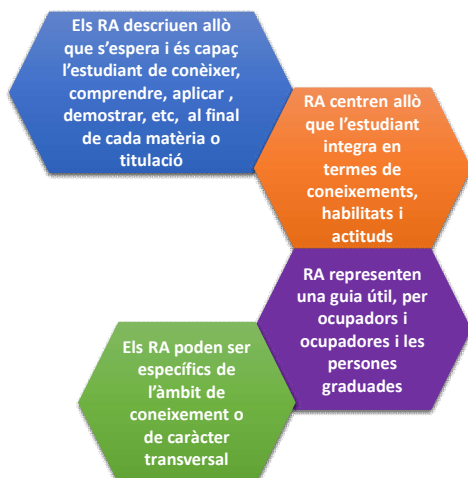 Els RA descriuen allò
que s'espera i és capaç
l'estudiant de conèixer,
comprendre, aplicar ,
demostrar, etc, al final
de cada matèria o
titulació
RA centren allò
que l'estudiant
integra en
termes de
coneixements,
habilitats i
actituds
RA representen
una guia útil, per
ocupadors i
ocupadores i les
persones
graduades
Els RA poden ser
específics de
l'àmbit de
coneixement o
de caràcter
transversal